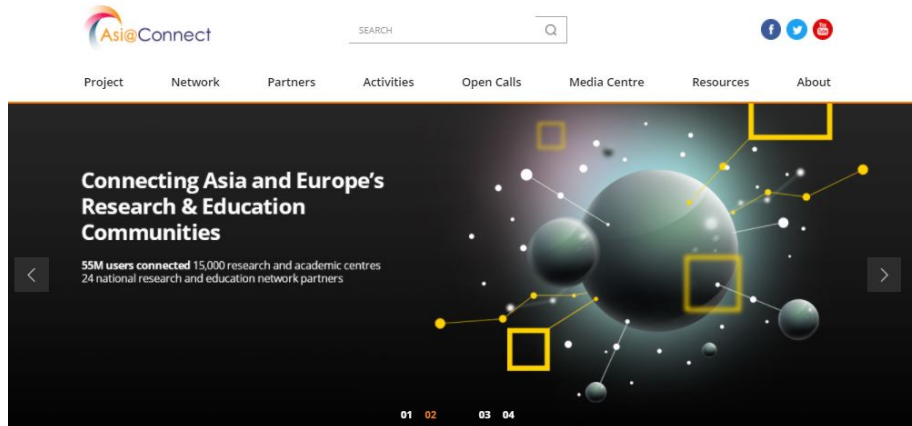 Asi@Connect
SEARCH
Project Network Partners Activities Open Calls Media Centre Resources About
Connecting Asia and Europe's
Research & Education
Communities
55M users connected 15,000 research and academic centres
24 national research and education network partners
01 02 03 04